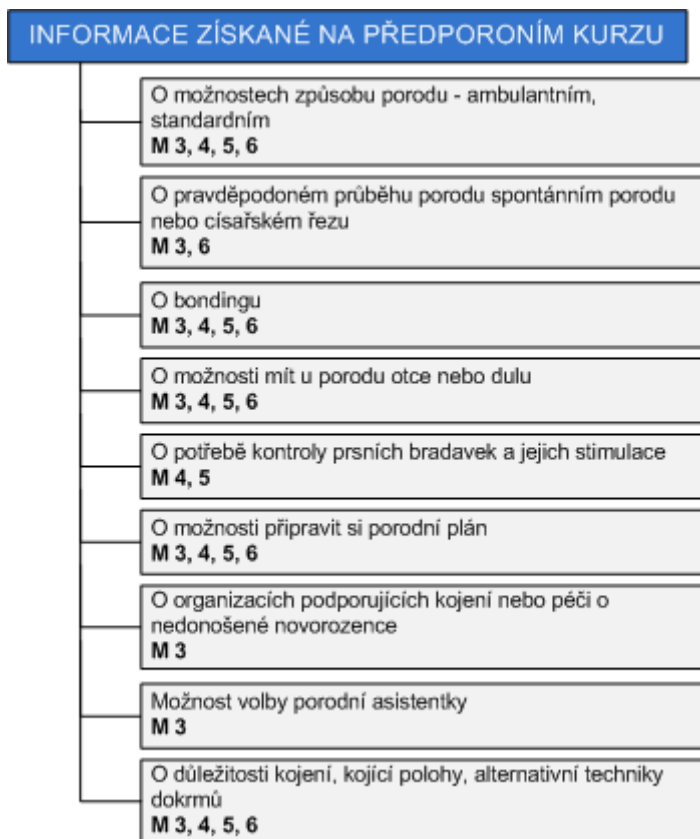 INFORMACE ZÍSKANÉ NA PŘEDPORONÍM KURZU
O možnostech způsobu porodu - ambulantním,
standardním
M 3, 4, 5, 6
O pravděpodoném průběhu porodu spontánním porodu
nebo císařském řezu
M 3, 6
O bondingu
M 3, 4, 5, 6
O možnosti mít u porodu otce nebo dulu
M 3, 4, 5, 6
O potřebě kontroly prsních bradavek a jejich stimulace
M 4, 5
O možnosti připravit si porodní plán
M 3, 4, 5, 6
O organizacích podporujících kojení nebo péči o
nedonošené novorozence
M 3
Možnost volby porodní asistentky
M 3
O důležitosti kojení, kojící polohy, alternativní techniky
dokrmů
M 3, 4, 5, 6